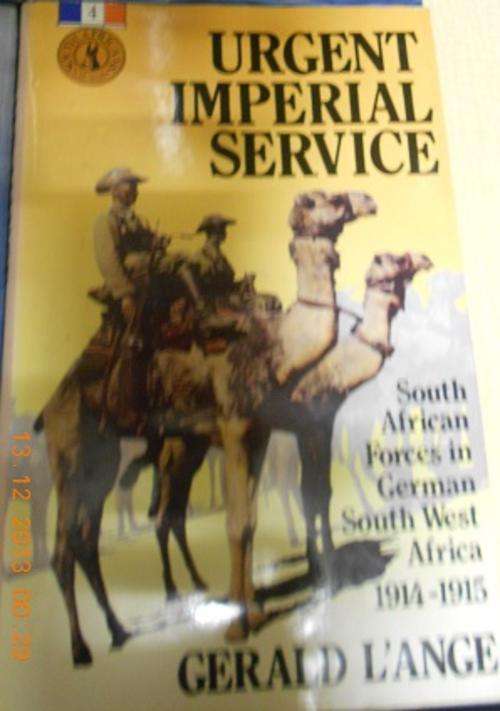 4
URGENT
IMPERIAL
SERVICE
South
African
Forces in
German
South West
Africa
1914-1915
GERALD L'ANGE
13.12.2013 00:29